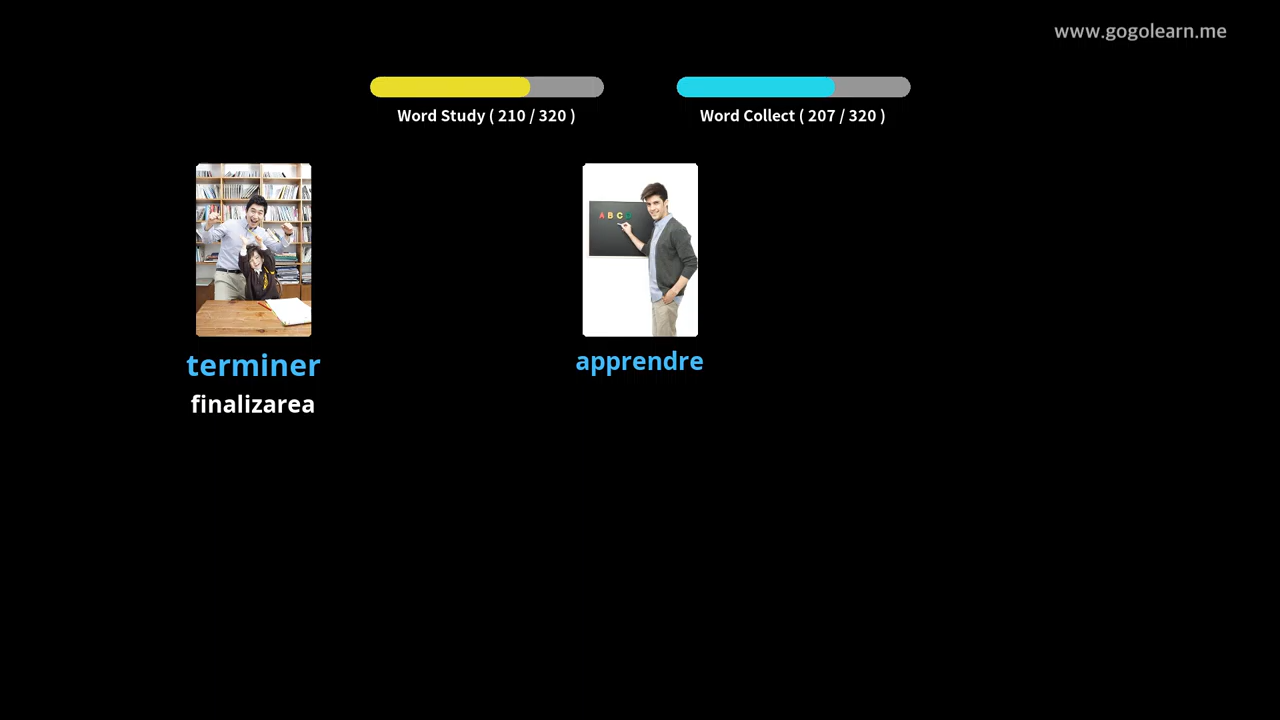 www.gogolearn.me
Word Study ( 210 / 320 )
Word Collect ( 207 / 320 )
A B C
terminer
apprendre
finalizarea